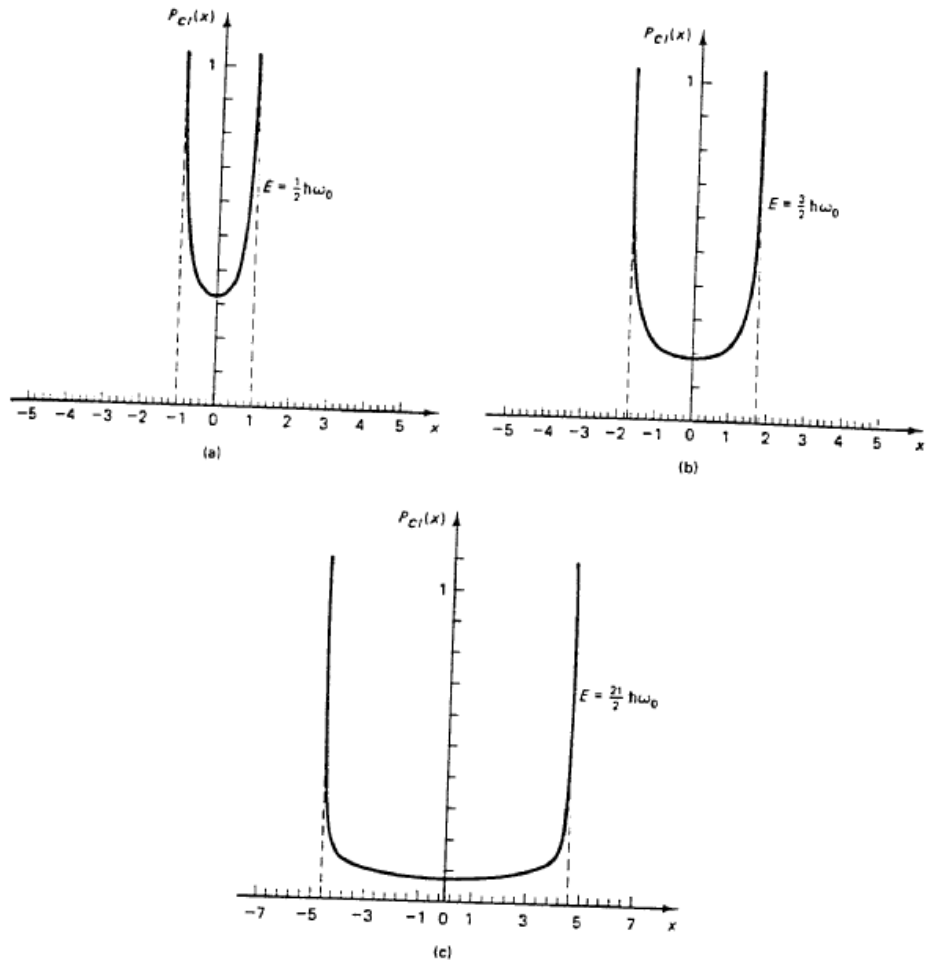 P_cl(x)
1
E = 1/2 ħω₀
-5 -4 -3 -2 -1 0 1 2 3 4 5 x
(a)
P_cl(x)
1
E = 3/2 ħω₀
-5 -4 -3 -2 -1 0 1 2 3 4 5 x
(b)
P_cl(x)
1
E = 21/2 ħω₀
-7 -5 -3 -1 0 1 3 5 7 x
(c)